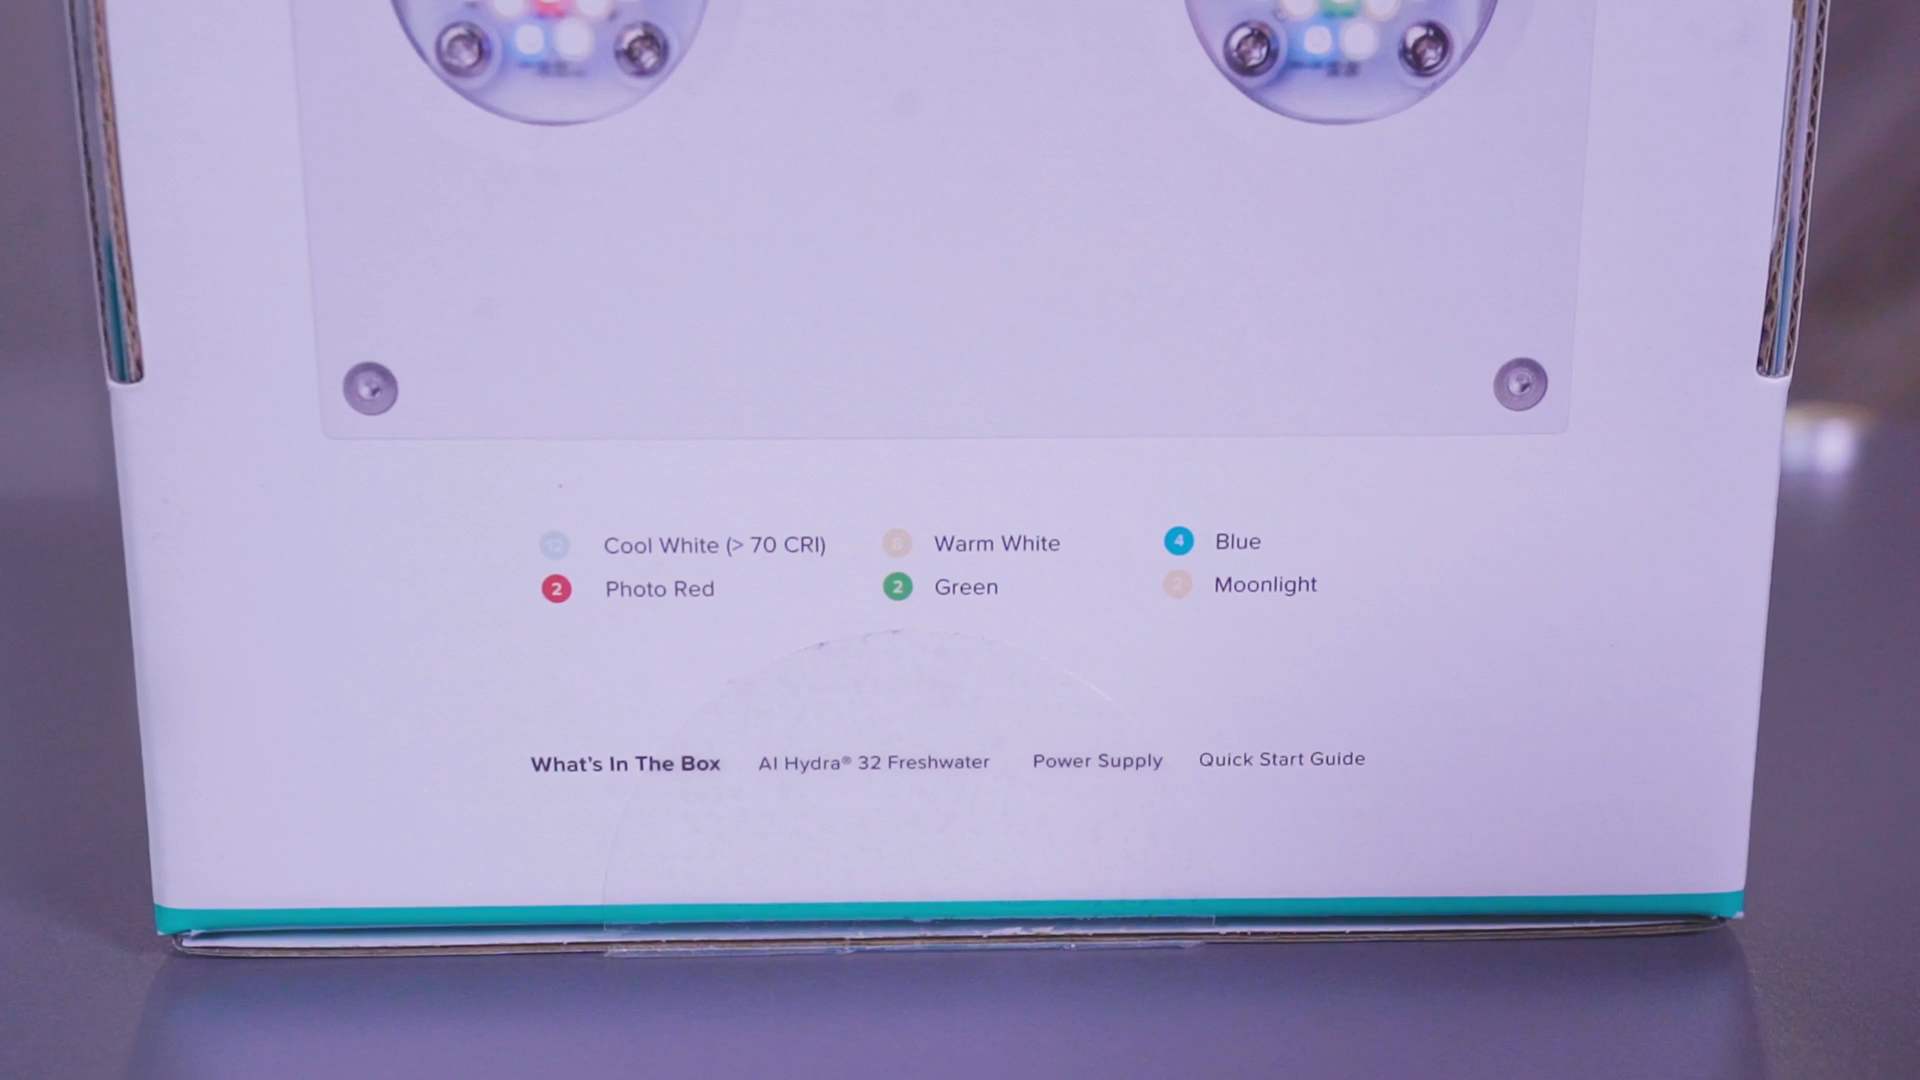 12 Cool White (> 70 CRI) 8 Warm White 4 Blue
2 Photo Red 2 Green 2 Moonlight
What's In The Box AI Hydra® 32 Freshwater Power Supply Quick Start Guide